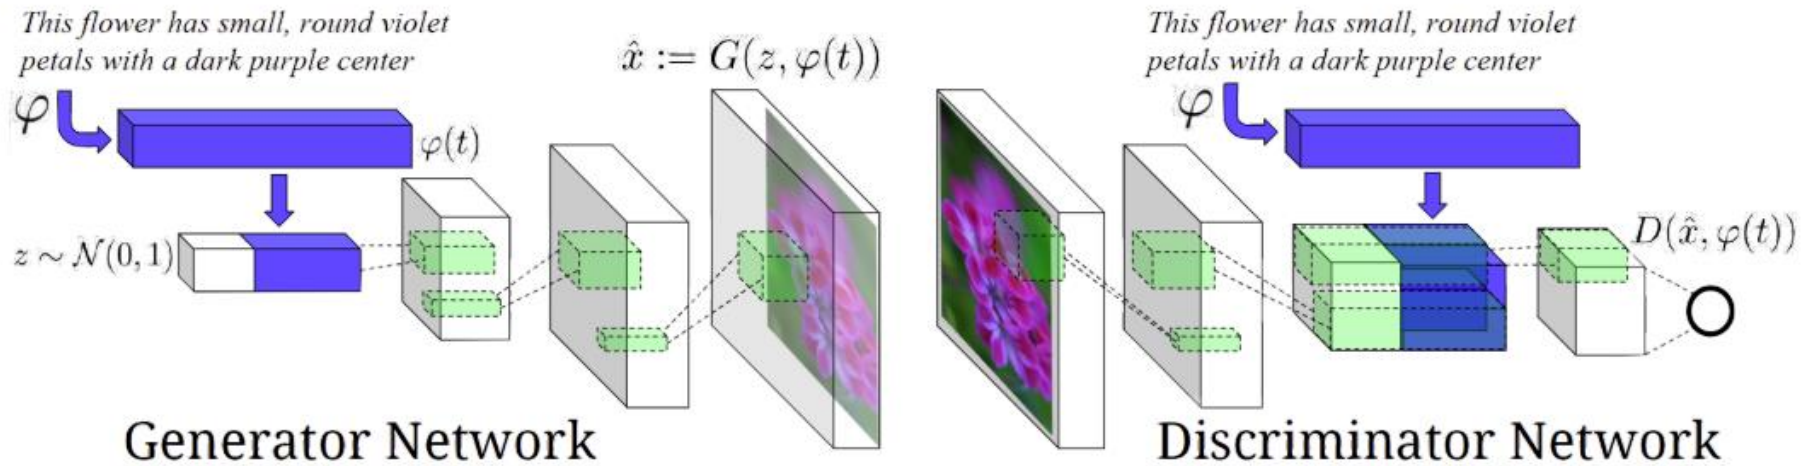 This flower has small, round violet
petals with a dark purple center
φ
φ(t)
z ~ 𝒩(0, 1)
x̂ := G(z, φ(t))
Generator Network
This flower has small, round violet
petals with a dark purple center
φ
D(x̂, φ(t))
Discriminator Network